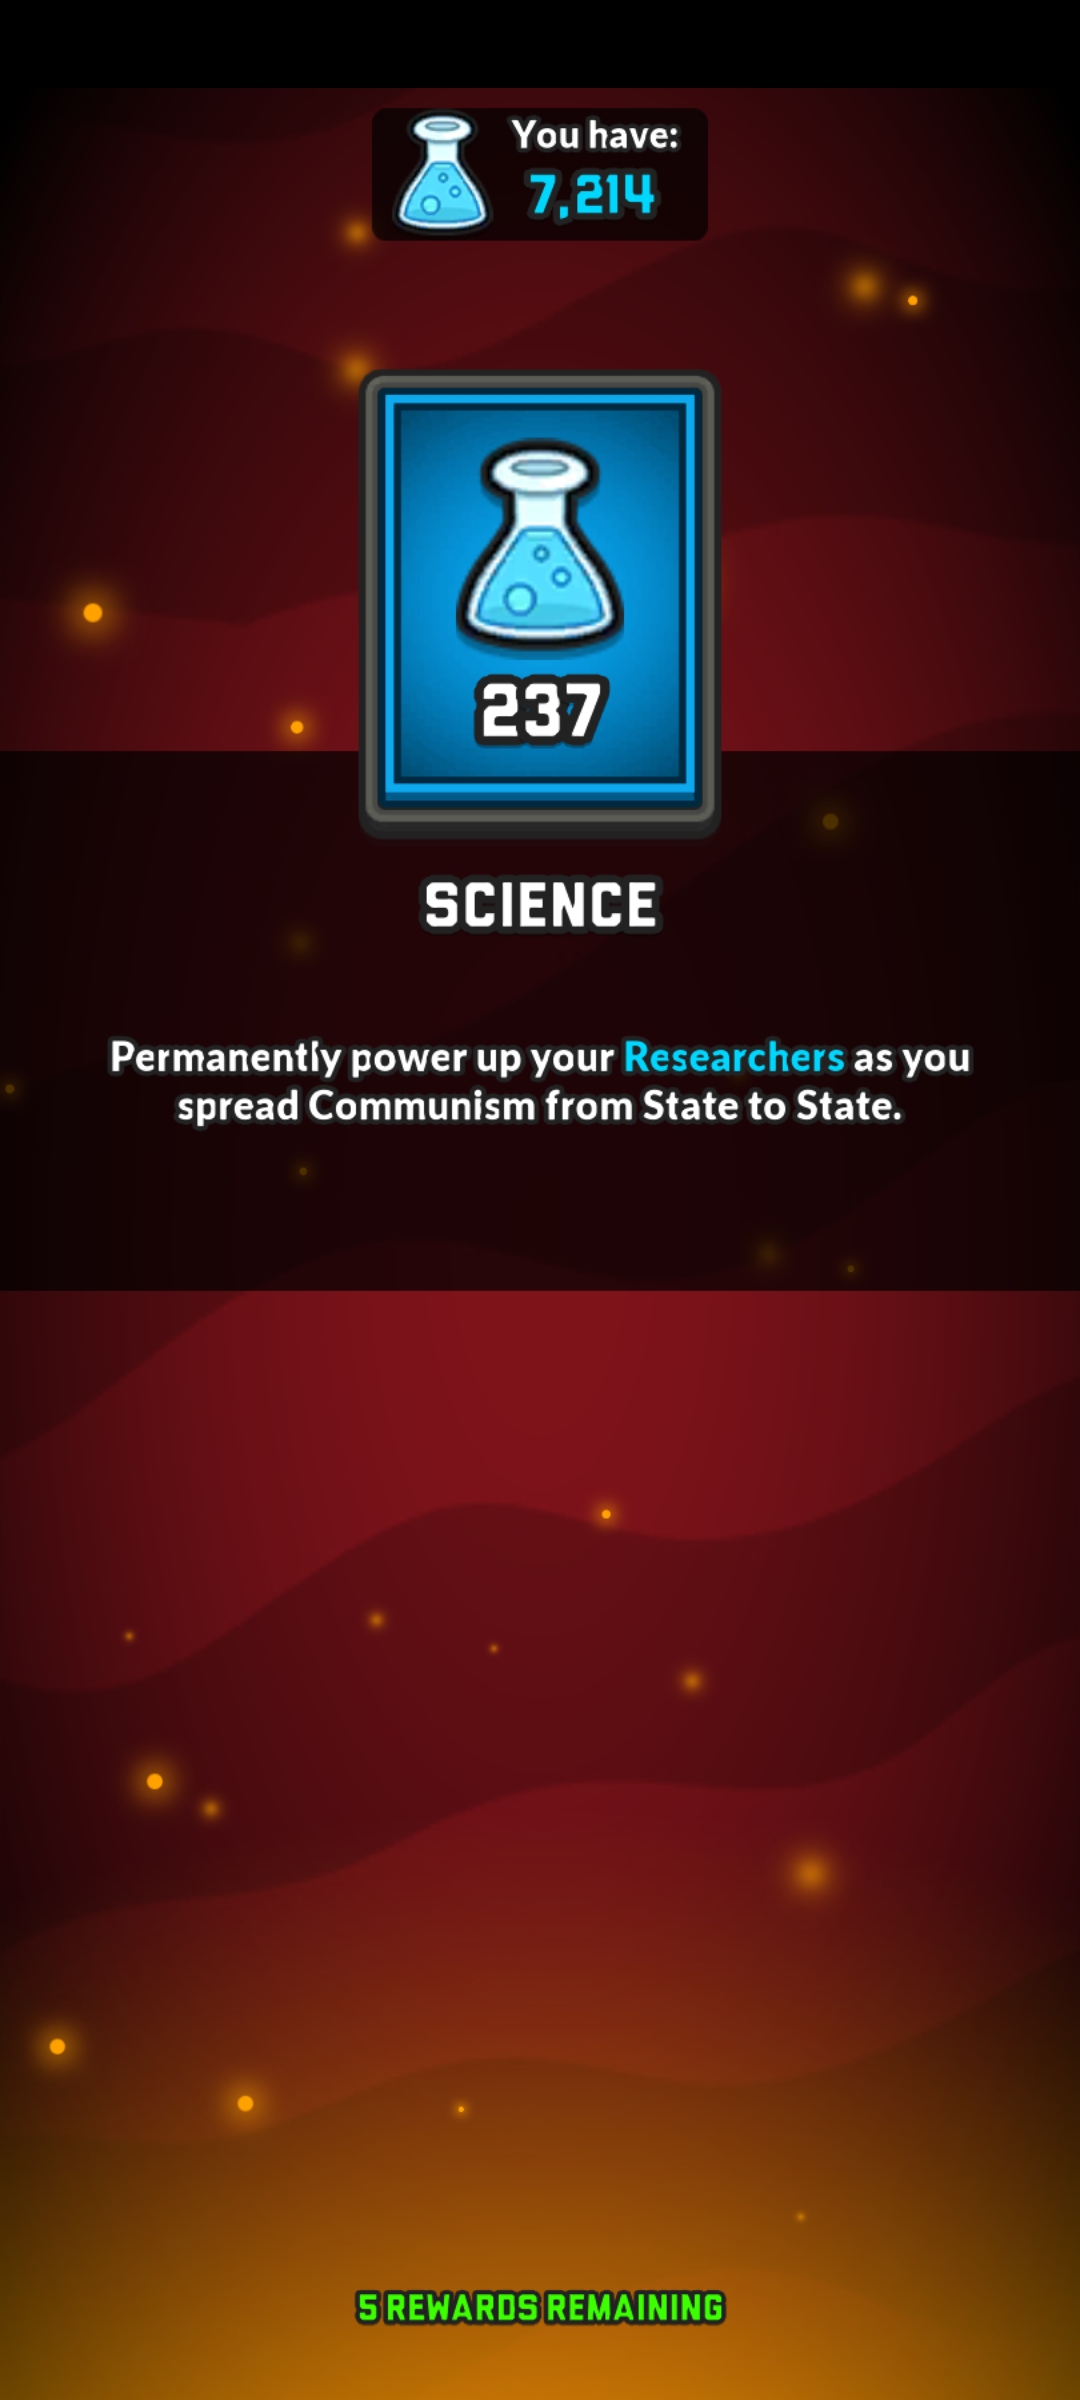 You have:
7,214
237
SCIENCE
Permanently power up your Researchers as you
spread Communism from State to State.
5 REWARDS REMAINING